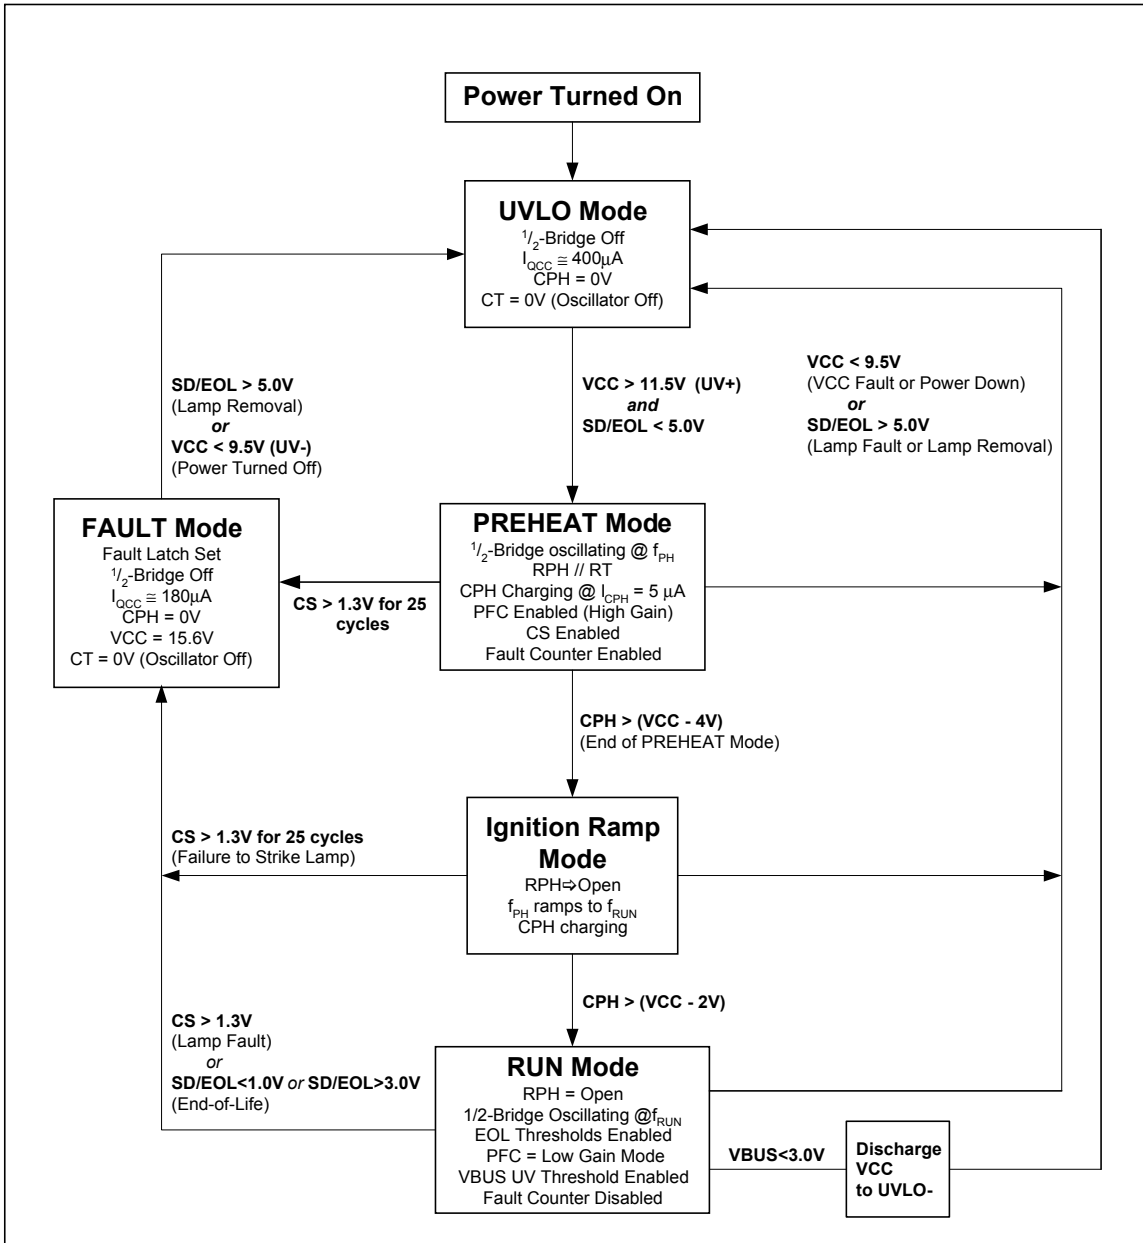 Power Turned On
UVLO Mode
1/2-Bridge Off
IQCC ≅ 400μA
CPH = 0V
CT = 0V (Oscillator Off)
SD/EOL > 5.0V
(Lamp Removal)
or
VCC < 9.5V (UV-)
(Power Turned Off)
VCC > 11.5V (UV+)
and
SD/EOL < 5.0V
VCC < 9.5V
(VCC Fault or Power Down)
or
SD/EOL > 5.0V
(Lamp Fault or Lamp Removal)
FAULT Mode
Fault Latch Set
1/2-Bridge Off
IQCC ≅ 180μA
CPH = 0V
VCC = 15.6V
CT = 0V (Oscillator Off)
CS > 1.3V for 25
cycles
PREHEAT Mode
1/2-Bridge oscillating @ fPH
RPH // RT
CPH Charging @ ICPH = 5 μA
PFC Enabled (High Gain)
CS Enabled
Fault Counter Enabled
CPH > (VCC - 4V)
(End of PREHEAT Mode)
CS > 1.3V for 25 cycles
(Failure to Strike Lamp)
Ignition Ramp
Mode
RPH⇨Open
fPH ramps to fRUN
CPH charging
CPH > (VCC - 2V)
CS > 1.3V
(Lamp Fault)
or
SD/EOL<1.0V or SD/EOL>3.0V
(End-of-Life)
RUN Mode
RPH = Open
1/2-Bridge Oscillating @fRUN
EOL Thresholds Enabled
PFC = Low Gain Mode
VBUS UV Threshold Enabled
Fault Counter Disabled
VBUS<3.0V
Discharge
VCC
to UVLO-